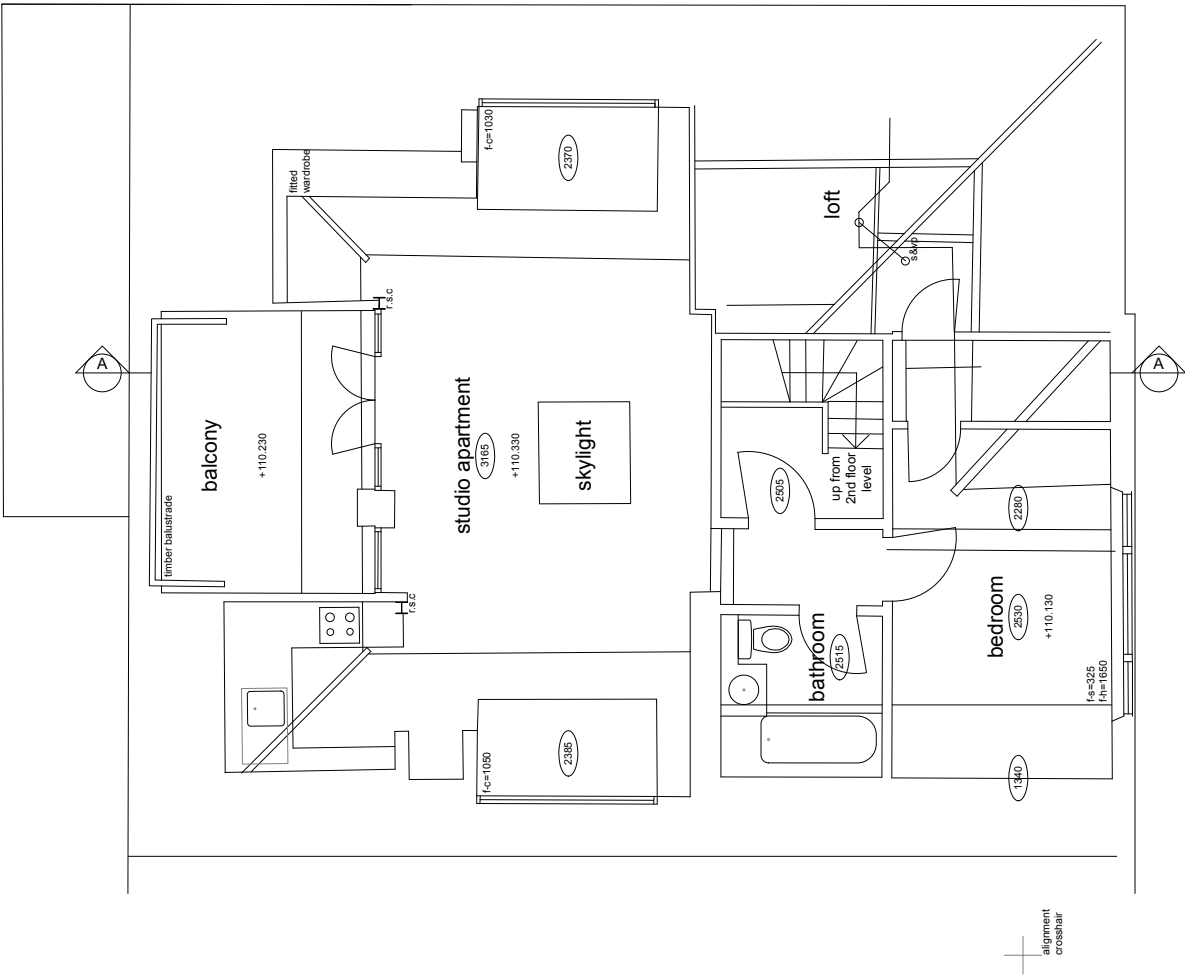 fitted
wardrobe
f-c=1030
2370
loft
s&vp
r.s.c
A
A
balcony
+110.230
timber balustrade
studio apartment
3165
+110.330
skylight
up from
2nd floor
level
2505
2280
r.s.c
bathroom
2515
bedroom
2530
+110.130
f-s=325
f-h=1650
f-c=1050
2385
1340
alignment
crosshair